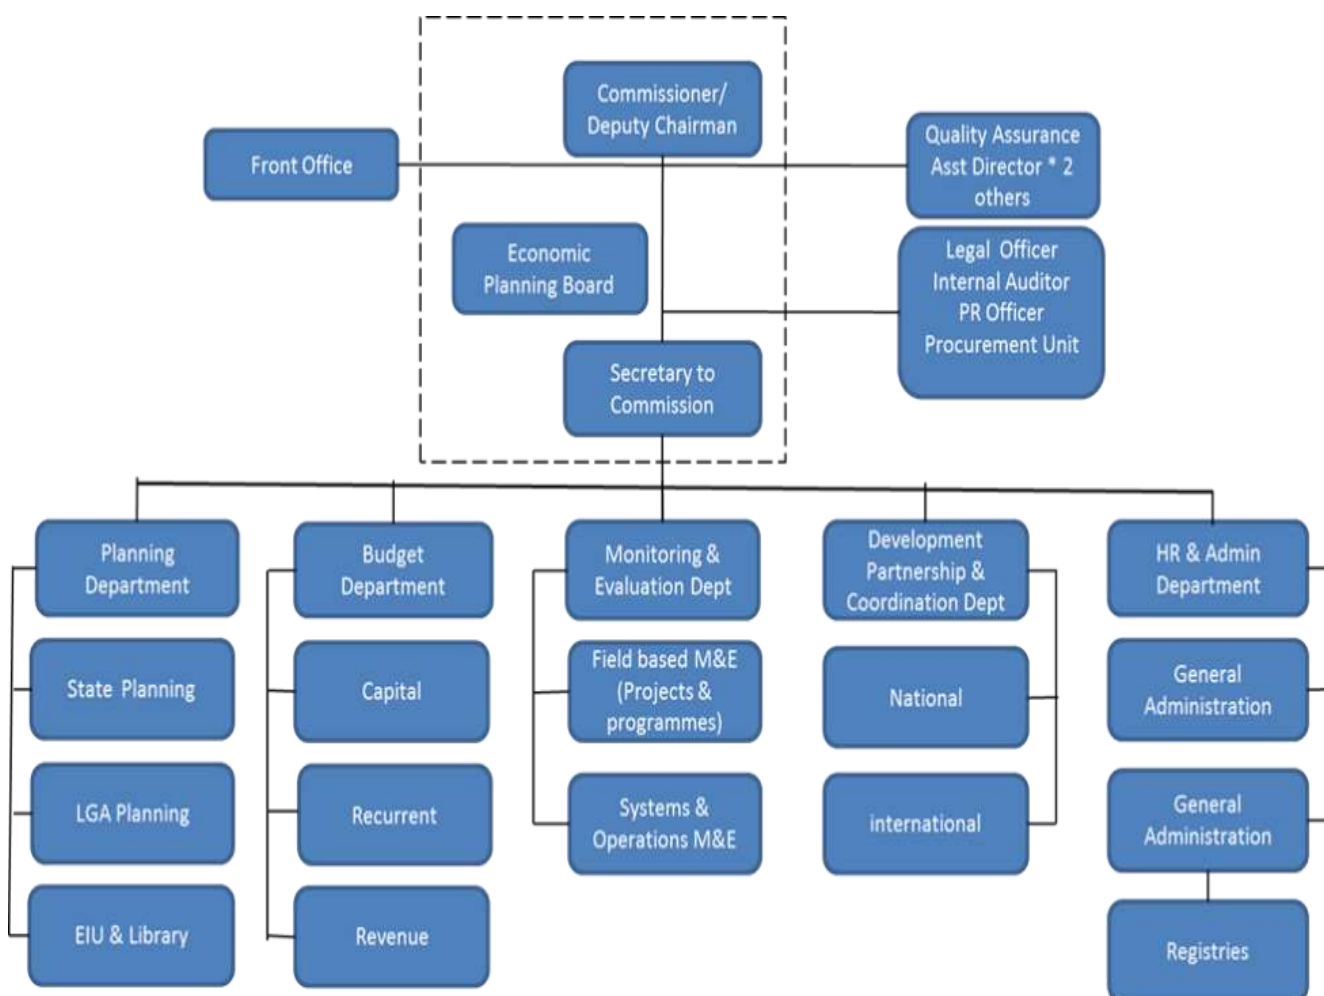 Commissioner/
Deputy Chairman
Front Office
Quality Assurance
Asst Director * 2
others
Economic
Planning Board
Legal Officer
Internal Auditor
PR Officer
Procurement Unit
Secretary to
Commission
Planning
Department
Budget
Department
Monitoring &
Evaluation Dept
Development
Partnership &
Coordination Dept
HR & Admin
Department
State Planning
Capital
Field based M&E
(Projects &
programmes)
National
General
Administration
LGA Planning
Recurrent
Systems &
Operations M&E
international
General
Administration
EIU & Library
Revenue
Registries